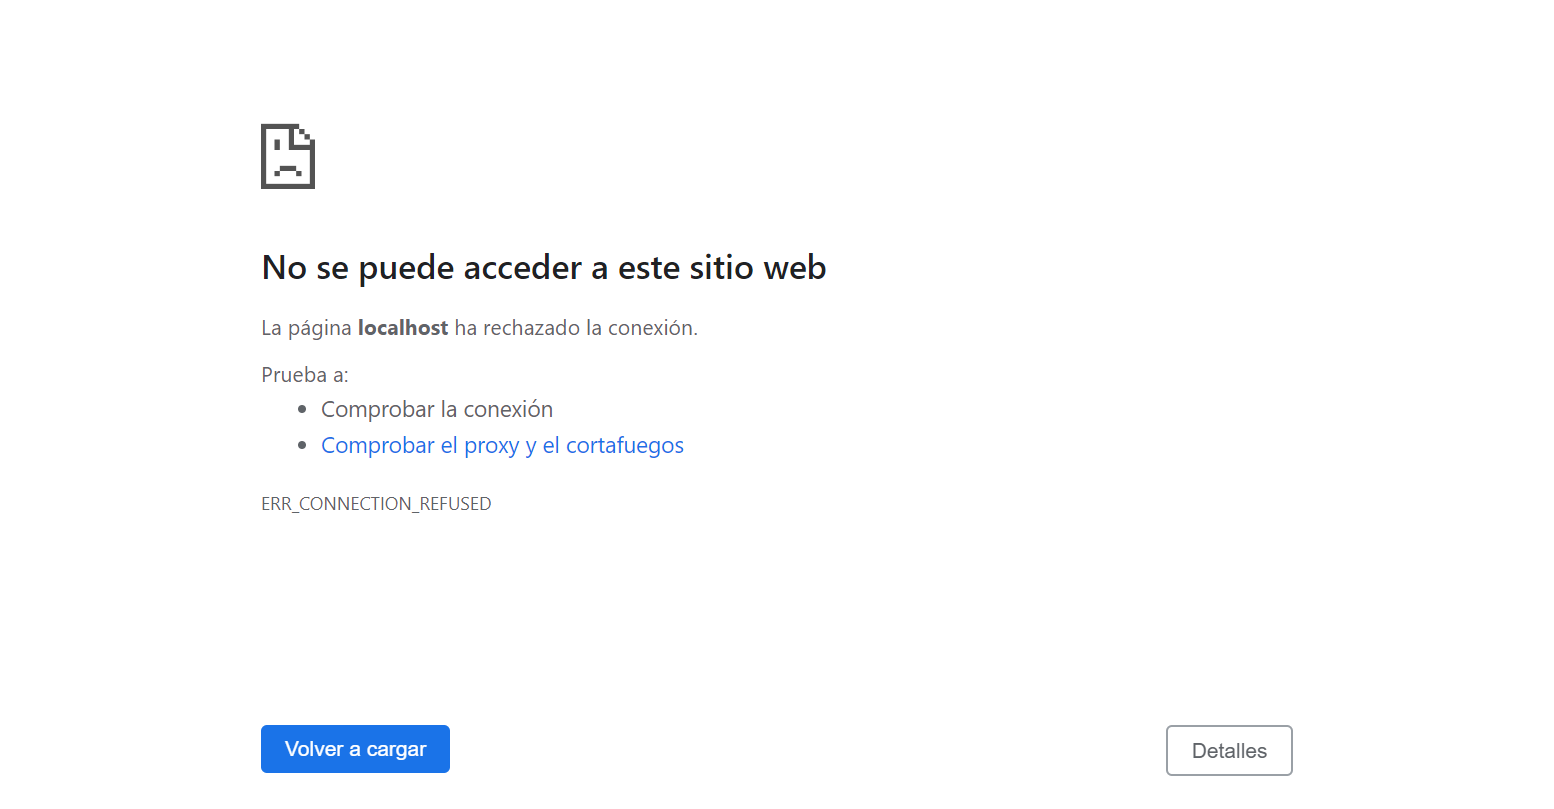 No se puede acceder a este sitio web
La página localhost ha rechazado la conexión.
Prueba a:
Comprobar la conexión
Comprobar el proxy y el cortafuegos
ERR_CONNECTION_REFUSED
Volver a cargar
Detalles